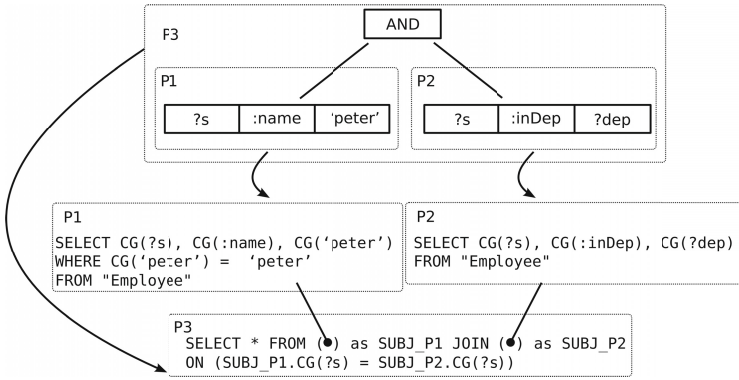 F3
AND
P1
P2
?s :name 'peter'
?s :inDep ?dep
P1
SELECT CG(?s), CG(:name), CG('peter')
WHERE CG('peter') = 'peter'
FROM "Employee"
P2
SELECT CG(?s), CG(:inDep), CG(?dep)
FROM "Employee"
P3
SELECT * FROM ( ) as SUBJ_P1 JOIN ( ) as SUBJ_P2
ON (SUBJ_P1.CG(?s) = SUBJ_P2.CG(?s))